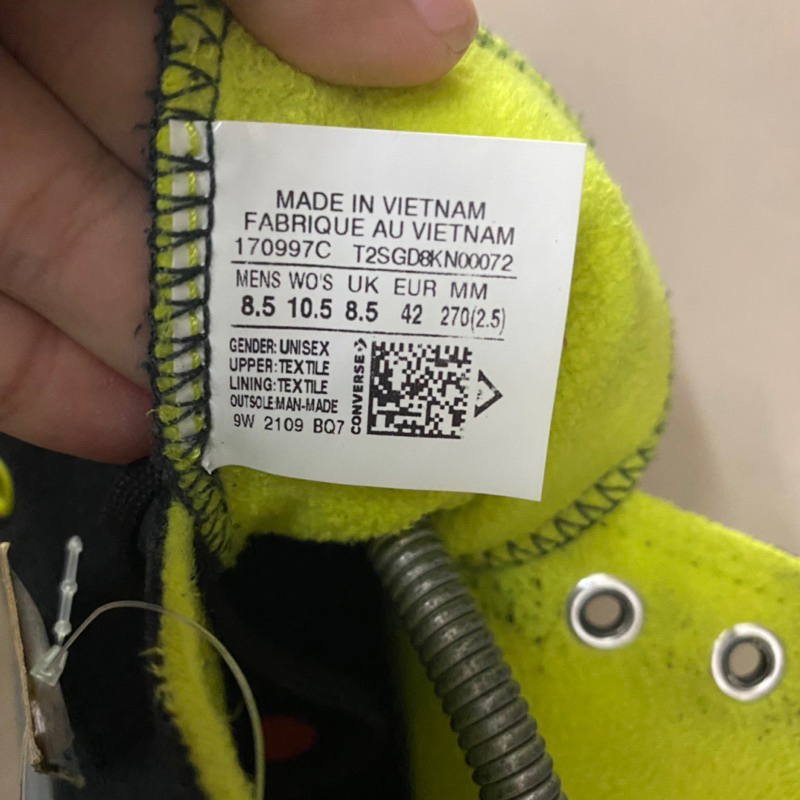 MADE IN VIETNAM
FABRIQUE AU VIETNAM
170997C T2SGD8KN00072
MENS WO'S UK EUR MM
8.5 10.5 8.5 42 270(2.5)
GENDER: UNISEX
UPPER: TEXTILE
LINING: TEXTILE
OUTSOLE: MAN-MADE
9W 2109 BQ7
CONVERSE